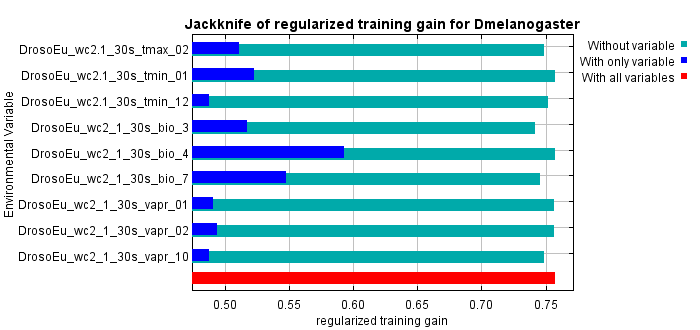 Jackknife of regularized training gain for Dmelanogaster
DrosoEu_wc2.1_30s_tmax_02
DrosoEu_wc2.1_30s_tmin_01
DrosoEu_wc2.1_30s_tmin_12
DrosoEu_wc2_1_30s_bio_3
DrosoEu_wc2_1_30s_bio_4
DrosoEu_wc2_1_30s_bio_7
DrosoEu_wc2_1_30s_vapr_01
DrosoEu_wc2_1_30s_vapr_02
DrosoEu_wc2_1_30s_vapr_10
Environmental Variable
0.50 0.55 0.60 0.65 0.70 0.75
regularized training gain
Without variable
With only variable
With all variables